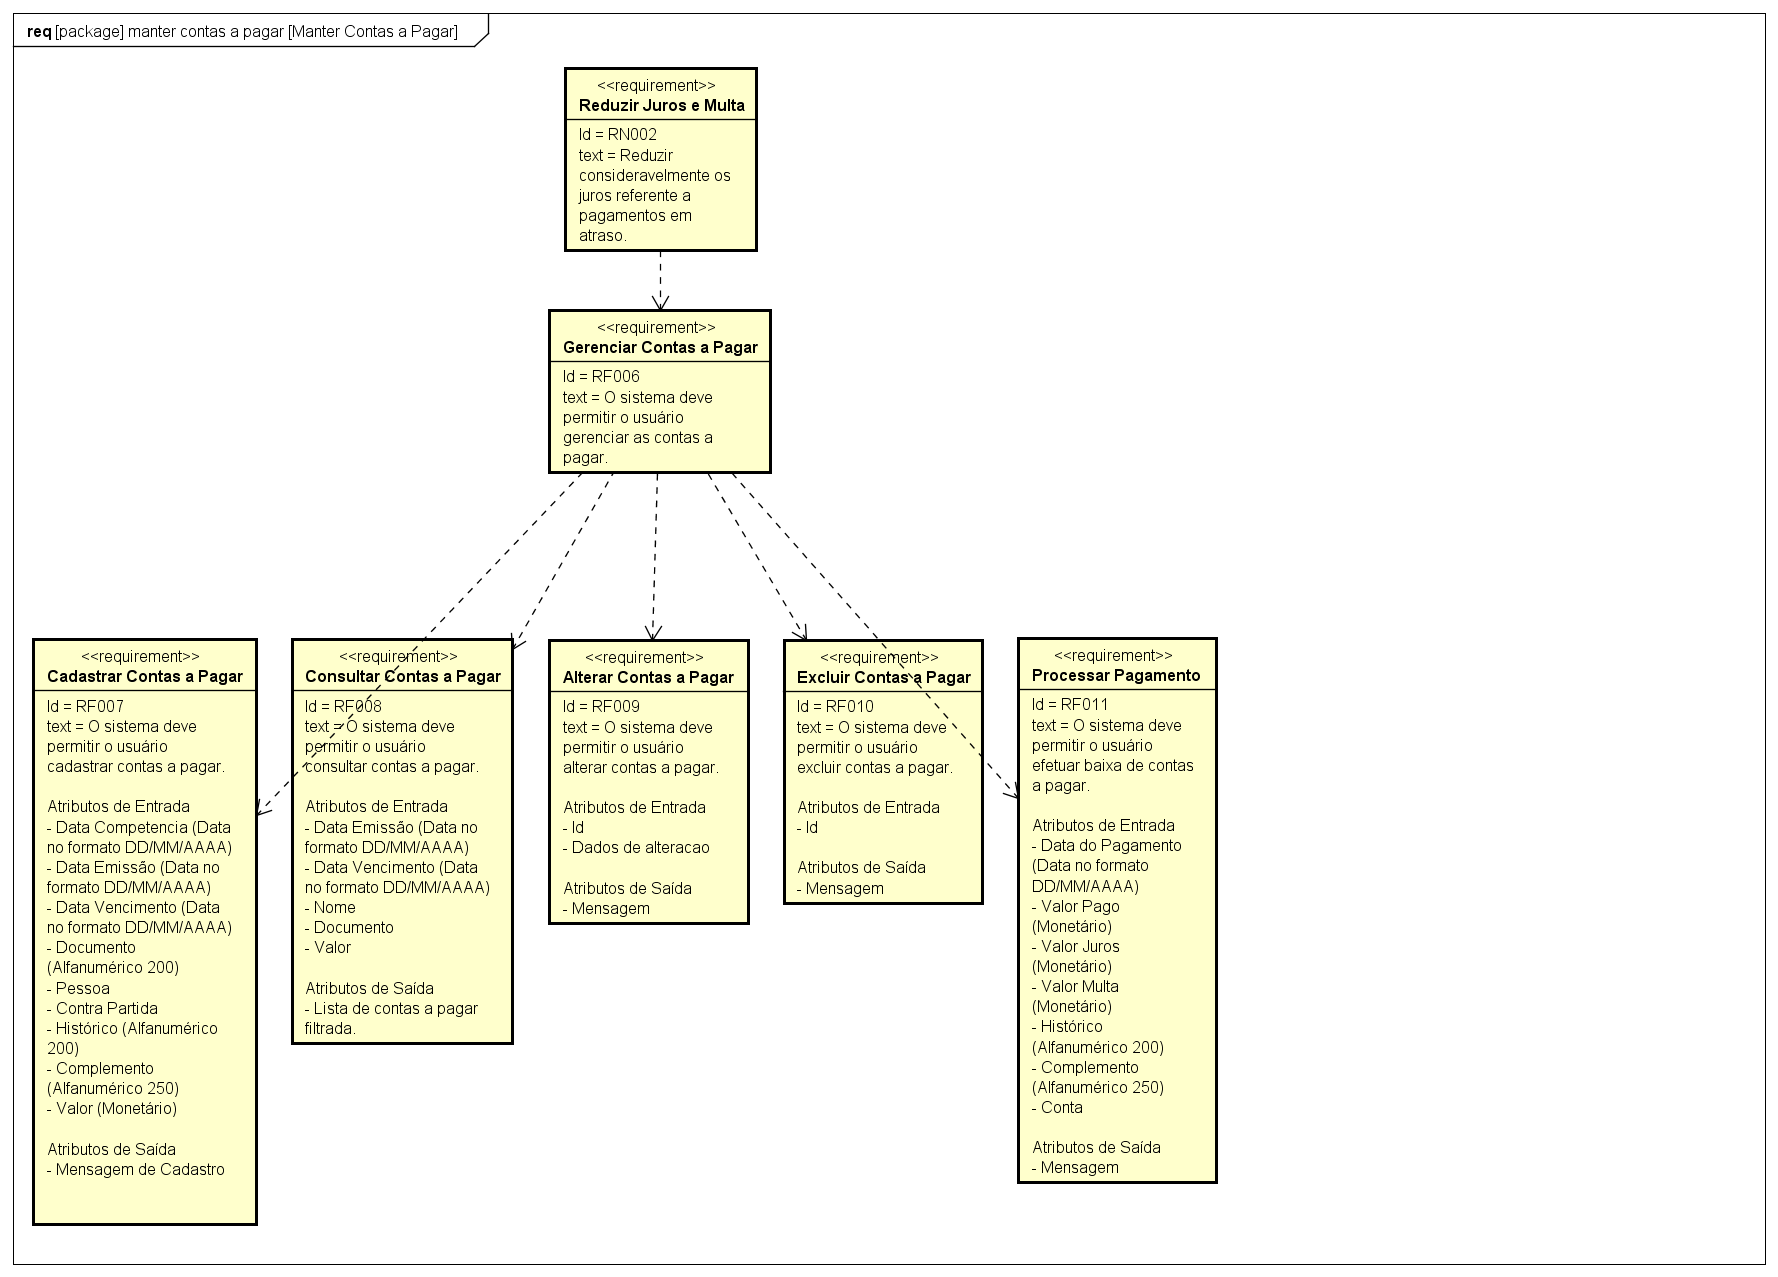 req [package] manter contas a pagar [Manter Contas a Pagar]
<<requirement>>
Reduzir Juros e Multa
Id = RN002
text = Reduzir
consideravelmente os
juros referente a
pagamentos em
atraso.
<<requirement>>
Gerenciar Contas a Pagar
Id = RF006
text = O sistema deve
permitir o usuário
gerenciar as contas a
pagar.
<<requirement>>
Cadastrar Contas a Pagar
Id = RF007
text = O sistema deve
permitir o usuário
cadastrar contas a pagar.
Atributos de Entrada
- Data Competencia (Data
no formato DD/MM/AAAA)
- Data Emissão (Data no
formato DD/MM/AAAA)
- Data Vencimento (Data
no formato DD/MM/AAAA)
- Documento
(Alfanumérico 200)
- Pessoa
- Contra Partida
- Histórico (Alfanumérico
200)
- Complemento
(Alfanumérico 250)
- Valor (Monetário)
Atributos de Saída
- Mensagem de Cadastro
<<requirement>>
Consultar Contas a Pagar
Id = RF008
text = O sistema deve
permitir o usuário
consultar contas a pagar.
Atributos de Entrada
- Data Emissão (Data no
formato DD/MM/AAAA)
- Data Vencimento (Data
no formato DD/MM/AAAA)
- Nome
- Documento
- Valor
Atributos de Saída
- Lista de contas a pagar
filtrada.
<<requirement>>
Alterar Contas a Pagar
Id = RF009
text = O sistema deve
permitir o usuário
alterar contas a pagar.
Atributos de Entrada
- Id
- Dados de alteracao
Atributos de Saída
- Mensagem
<<requirement>>
Excluir Contas a Pagar
Id = RF010
text = O sistema deve
permitir o usuário
excluir contas a pagar.
Atributos de Entrada
- Id
Atributos de Saída
- Mensagem
<<requirement>>
Processar Pagamento
Id = RF011
text = O sistema deve
permitir o usuário
efetuar baixa de contas
a pagar.
Atributos de Entrada
- Data do Pagamento
(Data no formato
DD/MM/AAAA)
- Valor Pago
(Monetário)
- Valor Juros
(Monetário)
- Valor Multa
(Monetário)
- Histórico
(Alfanumérico 200)
- Complemento
(Alfanumérico 250)
- Conta
Atributos de Saída
- Mensagem